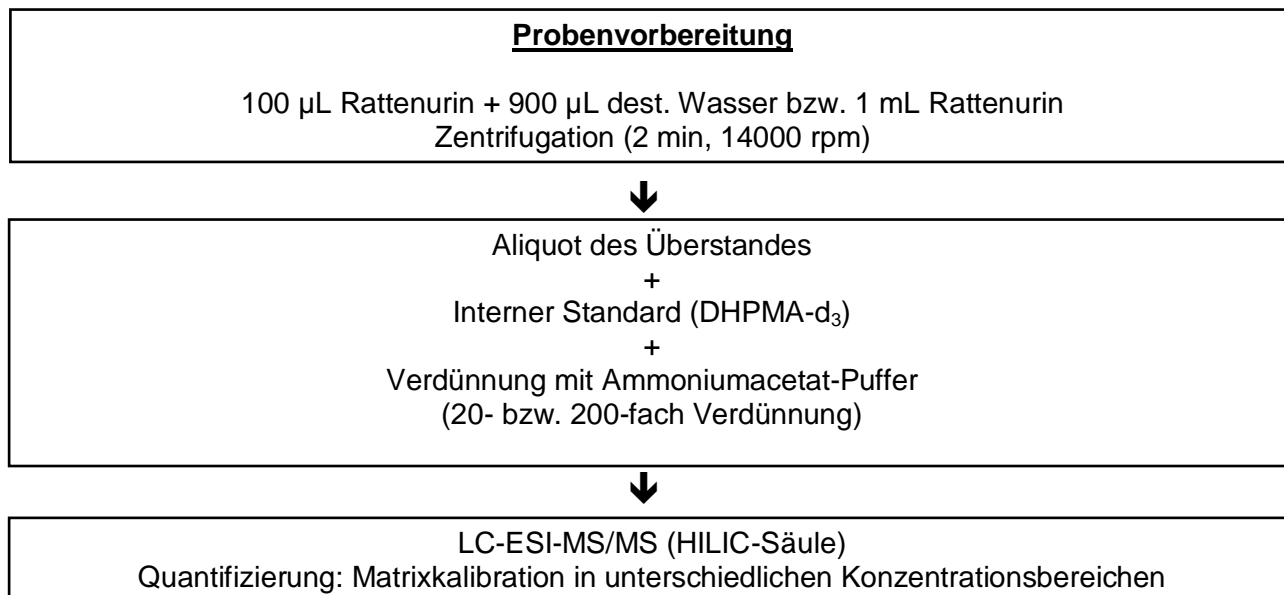 Probenvorbereitung
100 µL Rattenurin + 900 µL dest. Wasser bzw. 1 mL Rattenurin
Zentrifugation (2 min, 14000 rpm)
Aliquot des Überstandes
+
Interner Standard (DHPMA-d₃)
+
Verdünnung mit Ammoniumacetat-Puffer
(20- bzw. 200-fach Verdünnung)
LC-ESI-MS/MS (HILIC-Säule)
Quantifizierung: Matrixkalibration in unterschiedlichen Konzentrationsbereichen